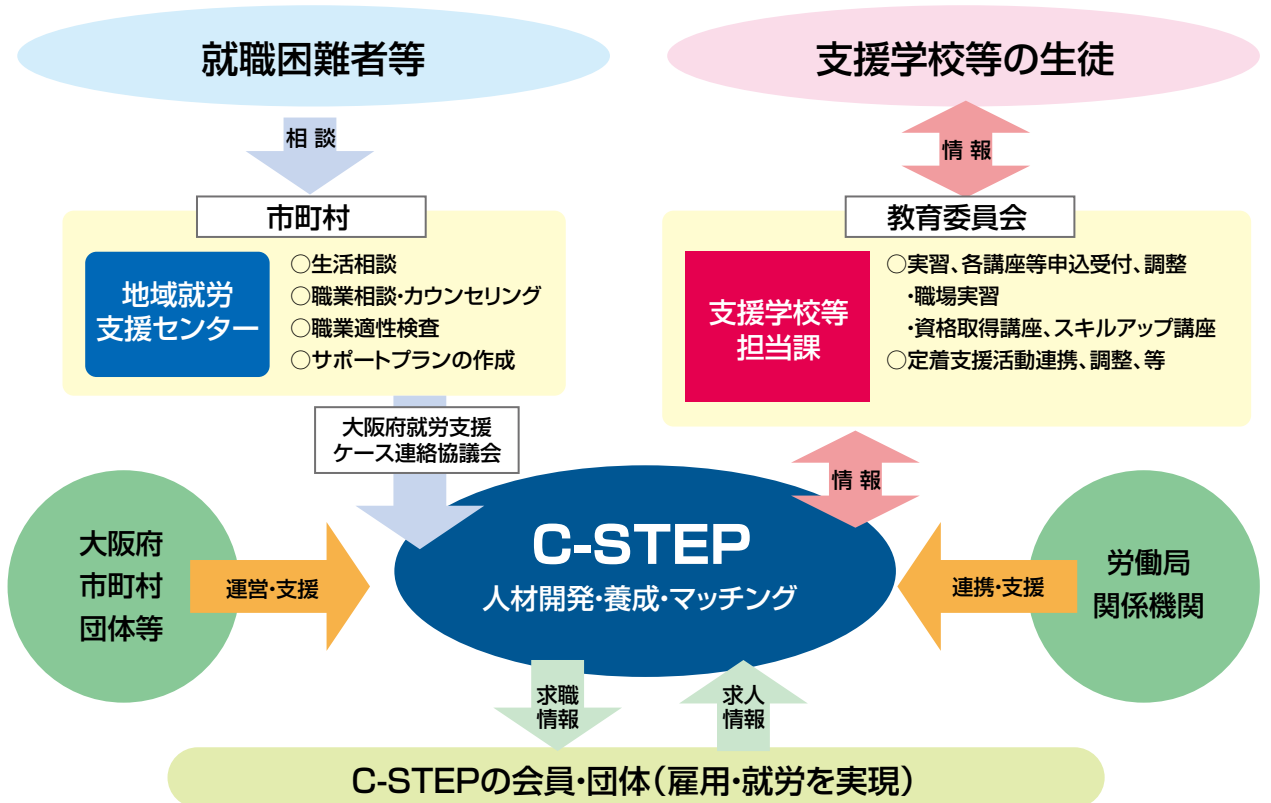 就職困難者等
支援学校等の生徒
相 談
情 報
市町村
地域就労
支援センター
○生活相談
○職業相談・カウンセリング
○職業適性検査
○サポートプランの作成
教育委員会
支援学校等
担当課
○実習、各講座等申込受付、調整
・職場実習
・資格取得講座、スキルアップ講座
○定着支援活動連携、調整、等
大阪府就労支援
ケース連絡協議会
情 報
大阪府
市町村
団体等
運営・支援
C-STEP
人材開発・養成・マッチング
連携・支援
労働局
関係機関
求職
情報
求人
情報
C-STEPの会員・団体（雇用・就労を実現）